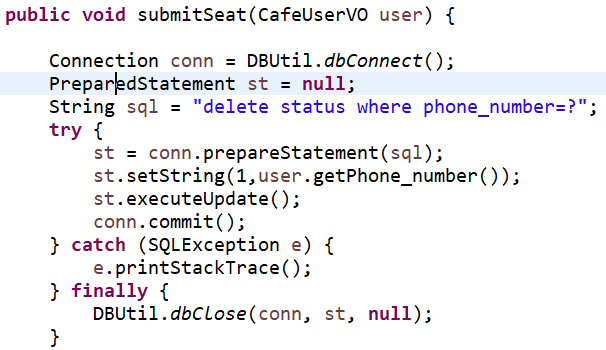 public void submitSeat(CafeUserVO user) {
Connection conn = DBUtil.dbConnect();
PreparedStatement st = null;
String sql = "delete status where phone_number=?";
try {
st = conn.prepareStatement(sql);
st.setString(1,user.getPhone_number());
st.executeUpdate();
conn.commit();
} catch (SQLException e) {
e.printStackTrace();
} finally {
DBUtil.dbClose(conn, st, null);
}